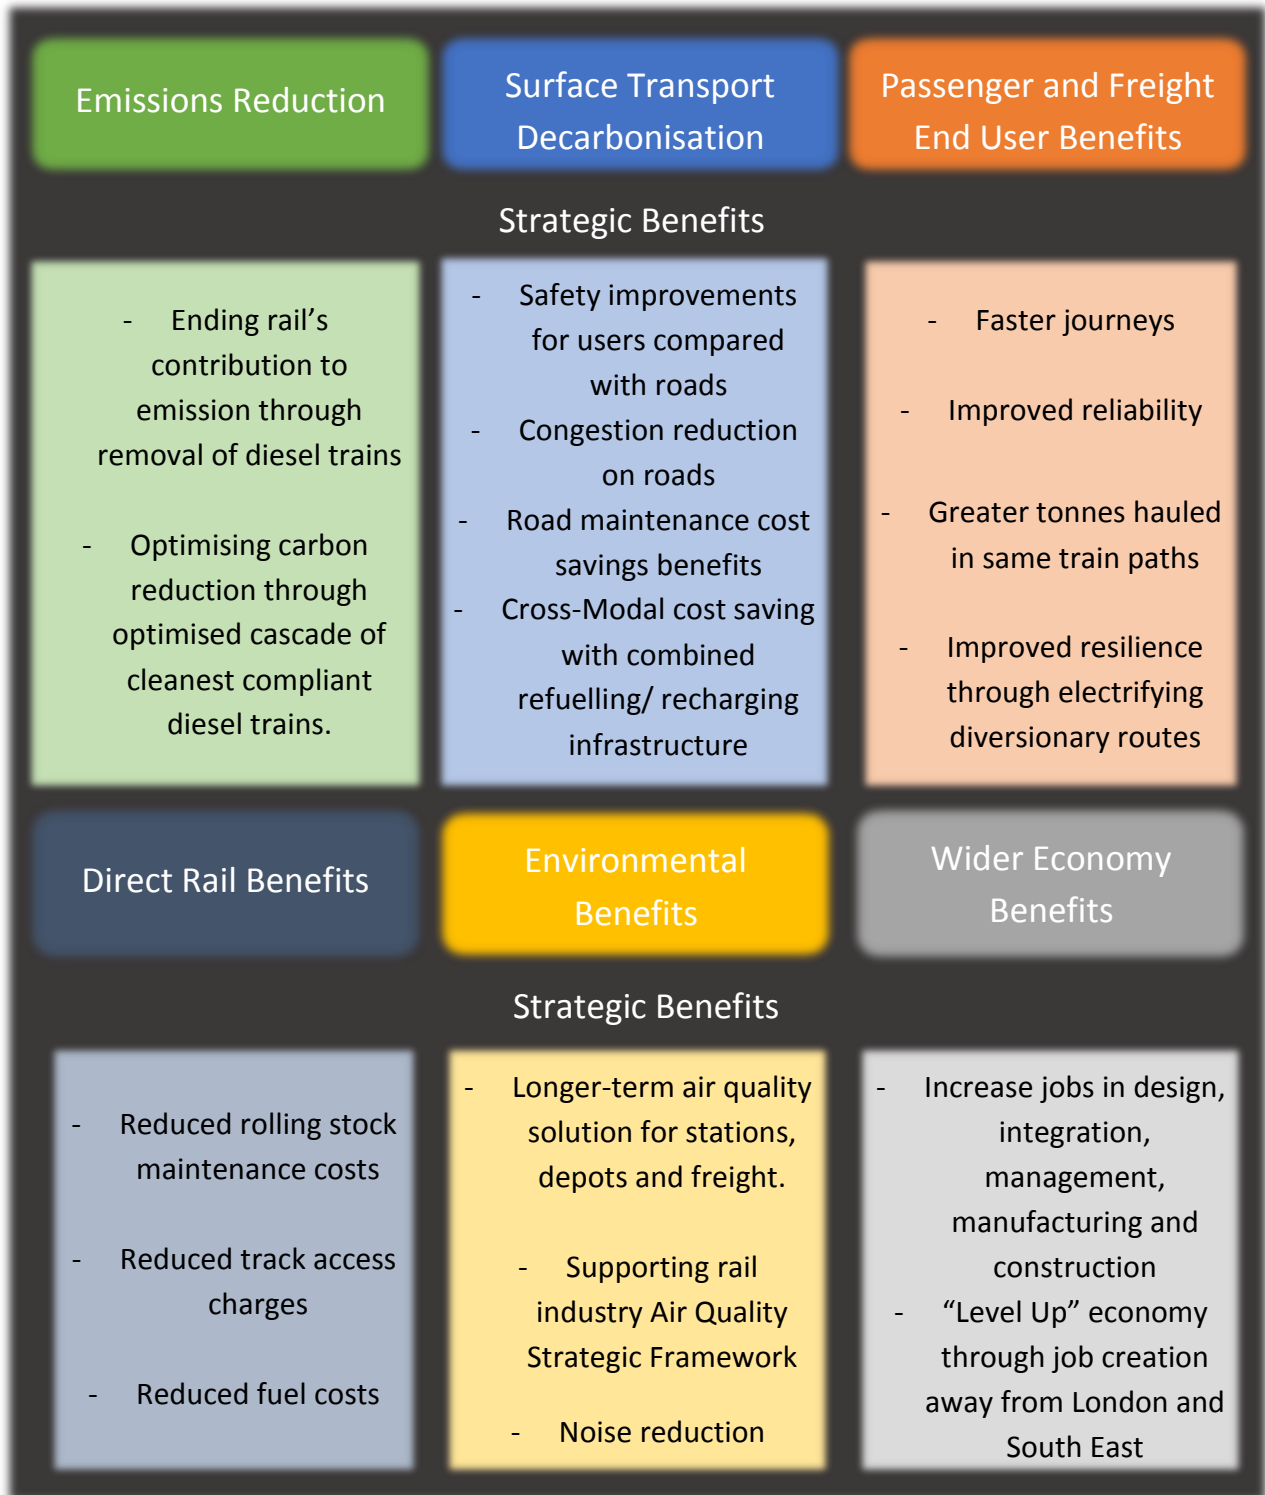 Emissions Reduction
Surface Transport
Decarbonisation
Passenger and Freight
End User Benefits
Strategic Benefits
- Ending rail’s
contribution to
emission through
removal of diesel trains
- Optimising carbon
reduction through
optimised cascade of
cleanest compliant
diesel trains.
- Safety improvements
for users compared
with roads
- Congestion reduction
on roads
- Road maintenance cost
savings benefits
- Cross-Modal cost saving
with combined
refuelling/ recharging
infrastructure
- Faster journeys
- Improved reliability
- Greater tonnes hauled
in same train paths
- Improved resilience
through electrifying
diversionary routes
Direct Rail Benefits
Environmental
Benefits
Wider Economy
Benefits
Strategic Benefits
- Reduced rolling stock
maintenance costs
- Reduced track access
charges
- Reduced fuel costs
- Longer-term air quality
solution for stations,
depots and freight.
- Supporting rail
industry Air Quality
Strategic Framework
- Noise reduction
- Increase jobs in design,
integration,
management,
manufacturing and
construction
- “Level Up” economy
through job creation
away from London and
South East